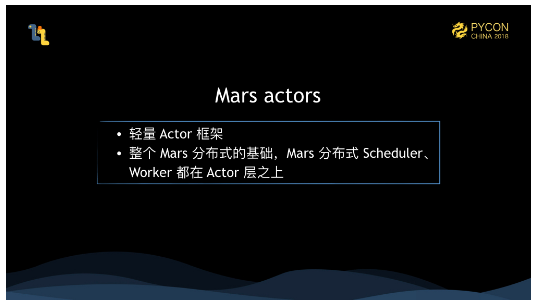 PYCON
CHINA 2018
Mars actors
• 轻量 Actor 框架
• 整个 Mars 分布式的基础，Mars 分布式 Scheduler、
Worker 都在 Actor 层之上